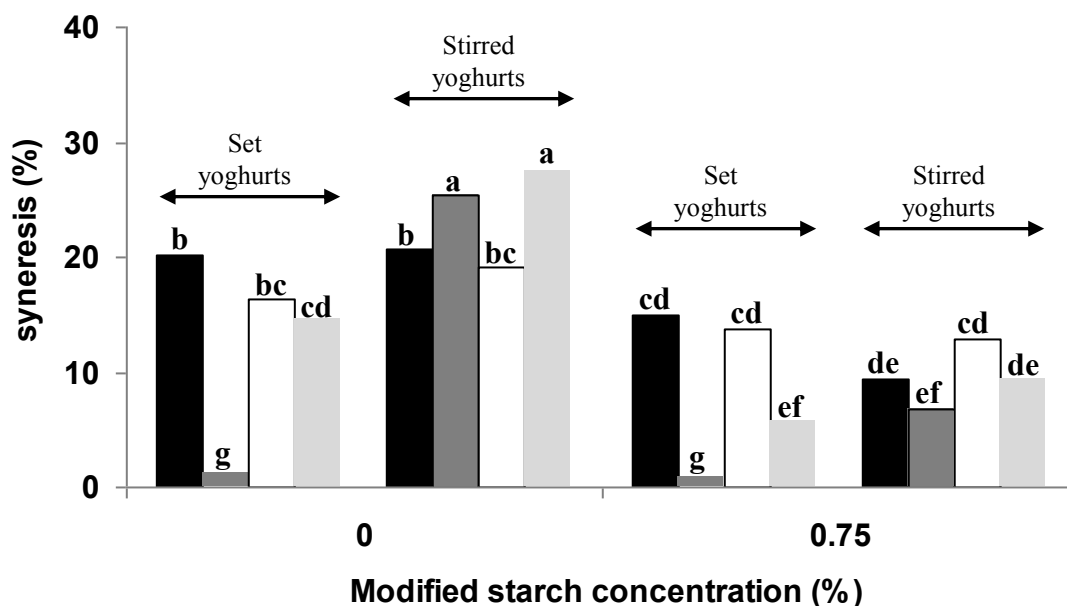 40
30
20
10
0
syneresis (%)
Set
yoghurts
b
g
bc
cd
Stirred
yoghurts
b
a
bc
a
Set
yoghurts
cd
g
cd
ef
Stirred
yoghurts
de
ef
cd
de
0
0.75
Modified starch concentration (%)